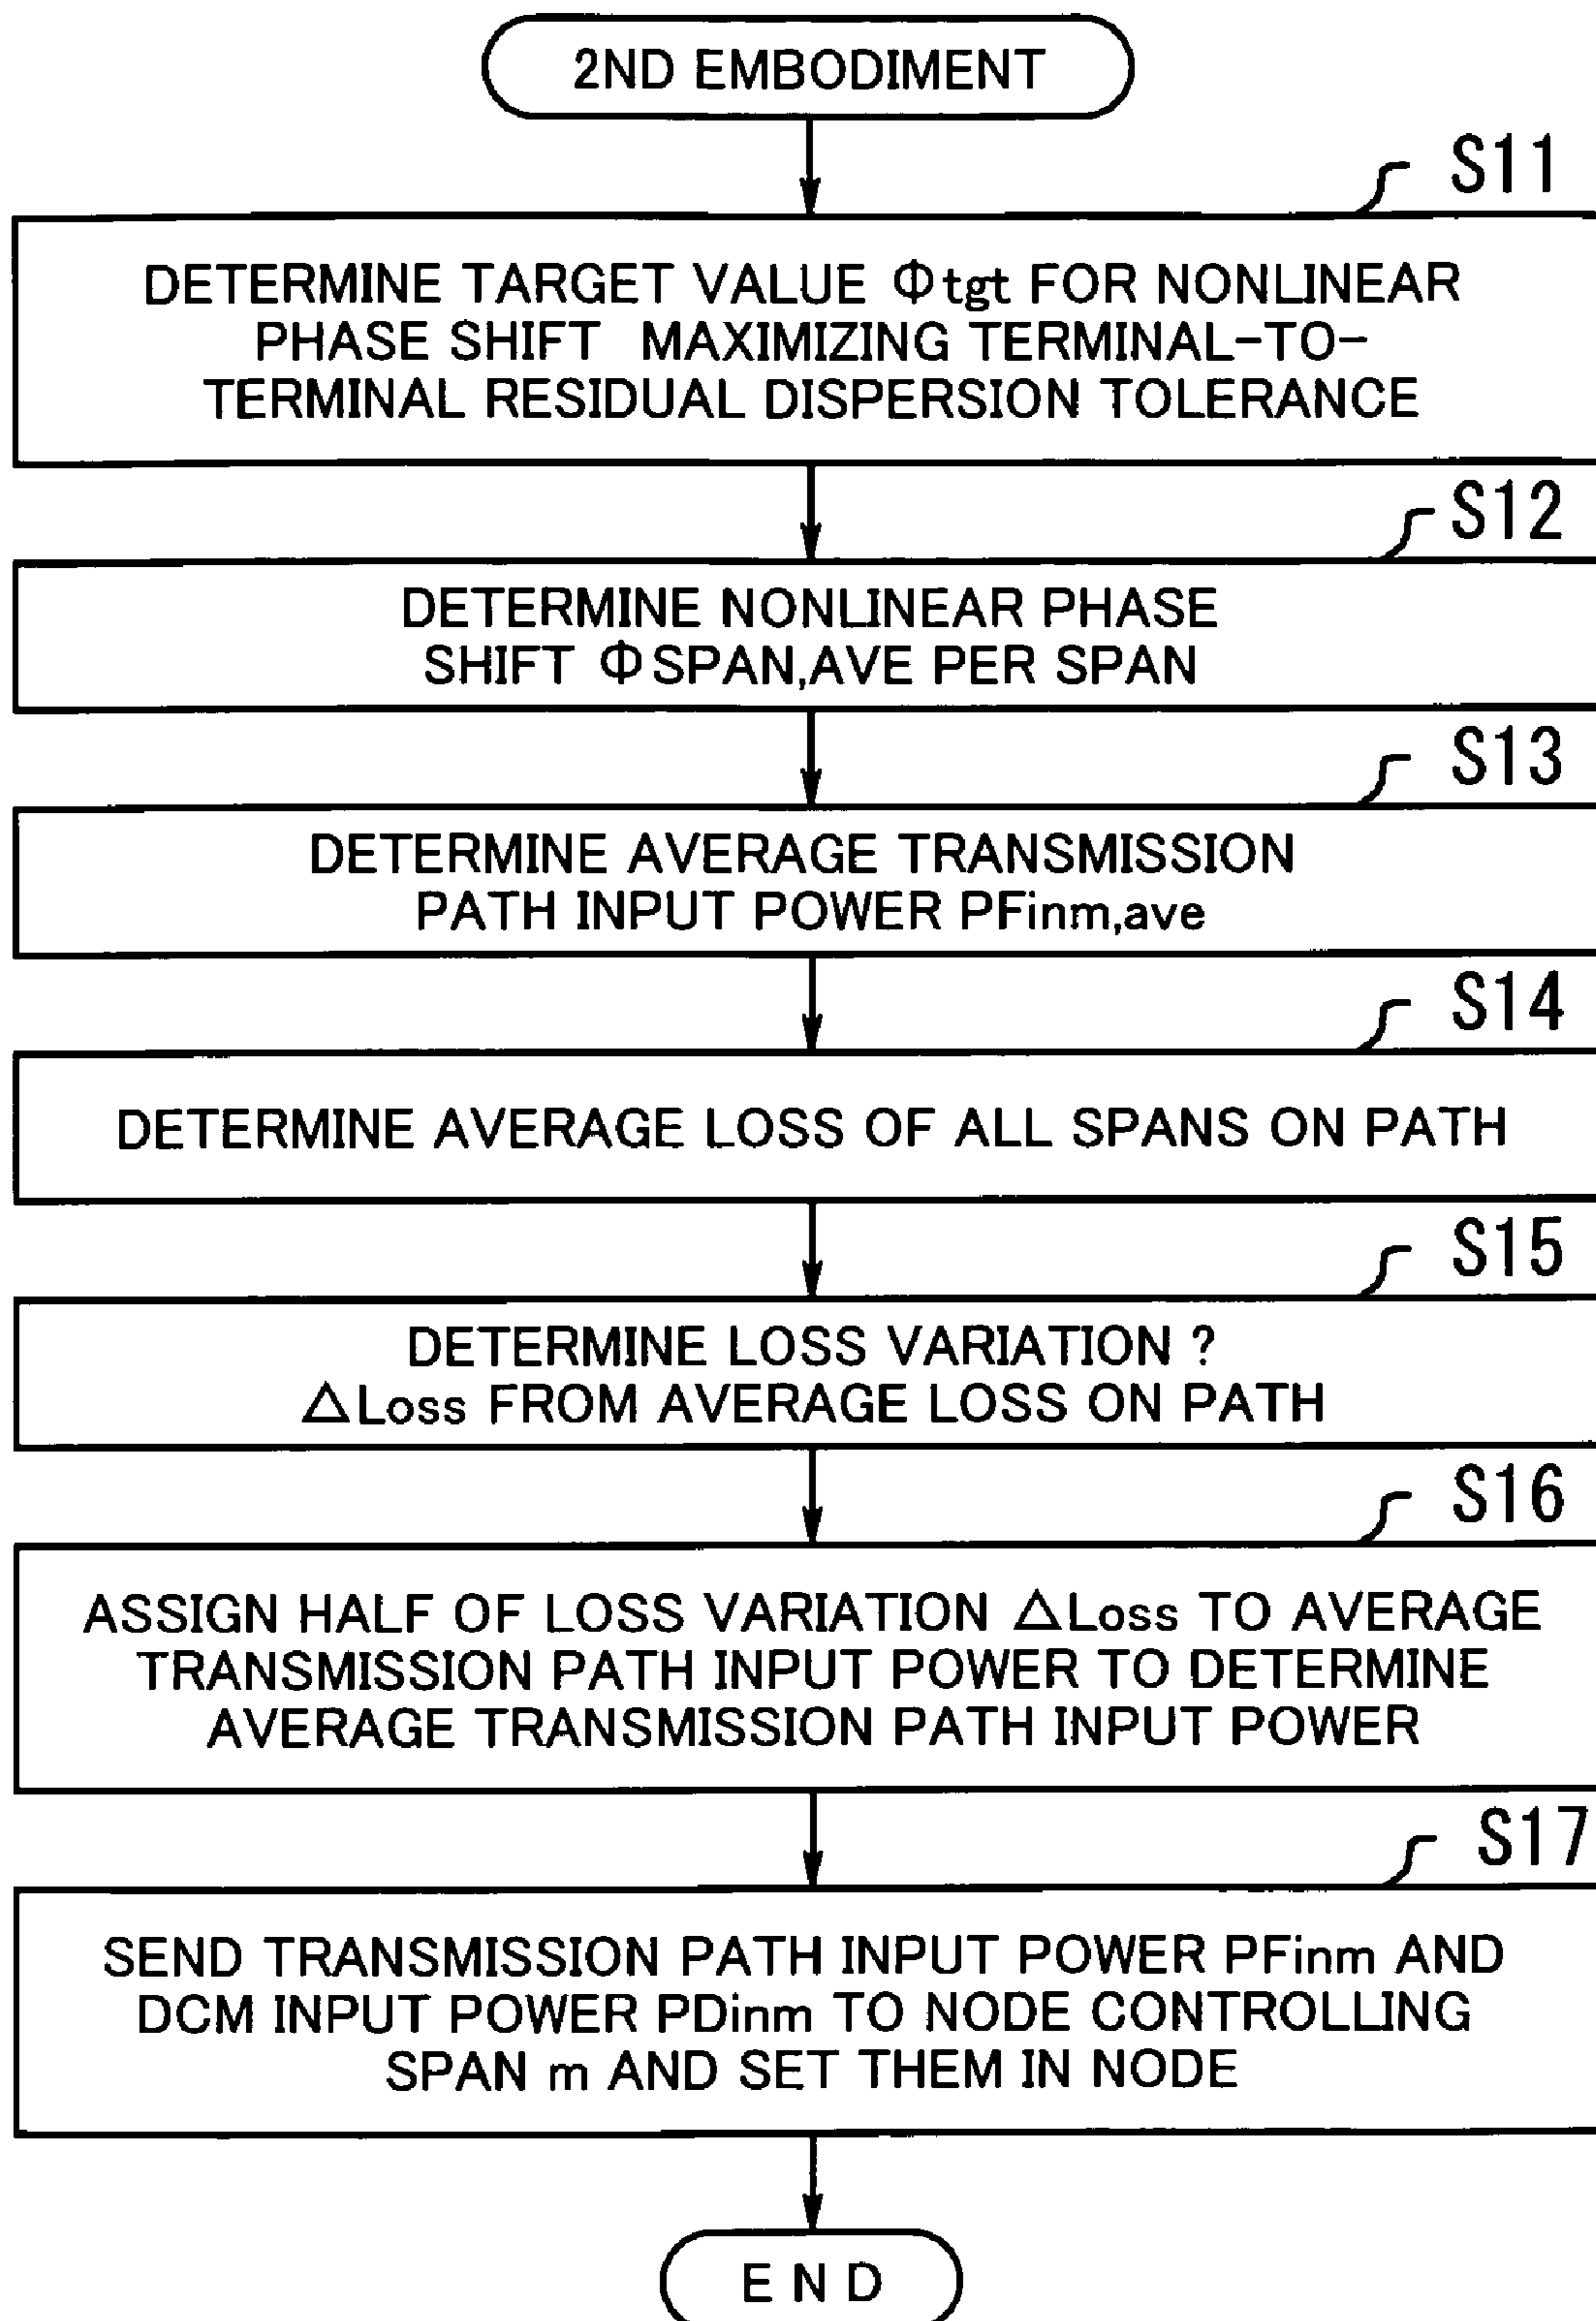 2ND EMBODIMENT
S11
DETERMINE TARGET VALUE Φtgt FOR NONLINEAR
PHASE SHIFT MAXIMIZING TERMINAL-TO-
TERMINAL RESIDUAL DISPERSION TOLERANCE
S12
DETERMINE NONLINEAR PHASE
SHIFT ΦSPAN,AVE PER SPAN
S13
DETERMINE AVERAGE TRANSMISSION
PATH INPUT POWER PFinm,ave
S14
DETERMINE AVERAGE LOSS OF ALL SPANS ON PATH
S15
DETERMINE LOSS VARIATION ?
△Loss FROM AVERAGE LOSS ON PATH
S16
ASSIGN HALF OF LOSS VARIATION △Loss TO AVERAGE
TRANSMISSION PATH INPUT POWER TO DETERMINE
AVERAGE TRANSMISSION PATH INPUT POWER
S17
SEND TRANSMISSION PATH INPUT POWER PFinm AND
DCM INPUT POWER PDinm TO NODE CONTROLLING
SPAN m AND SET THEM IN NODE
END